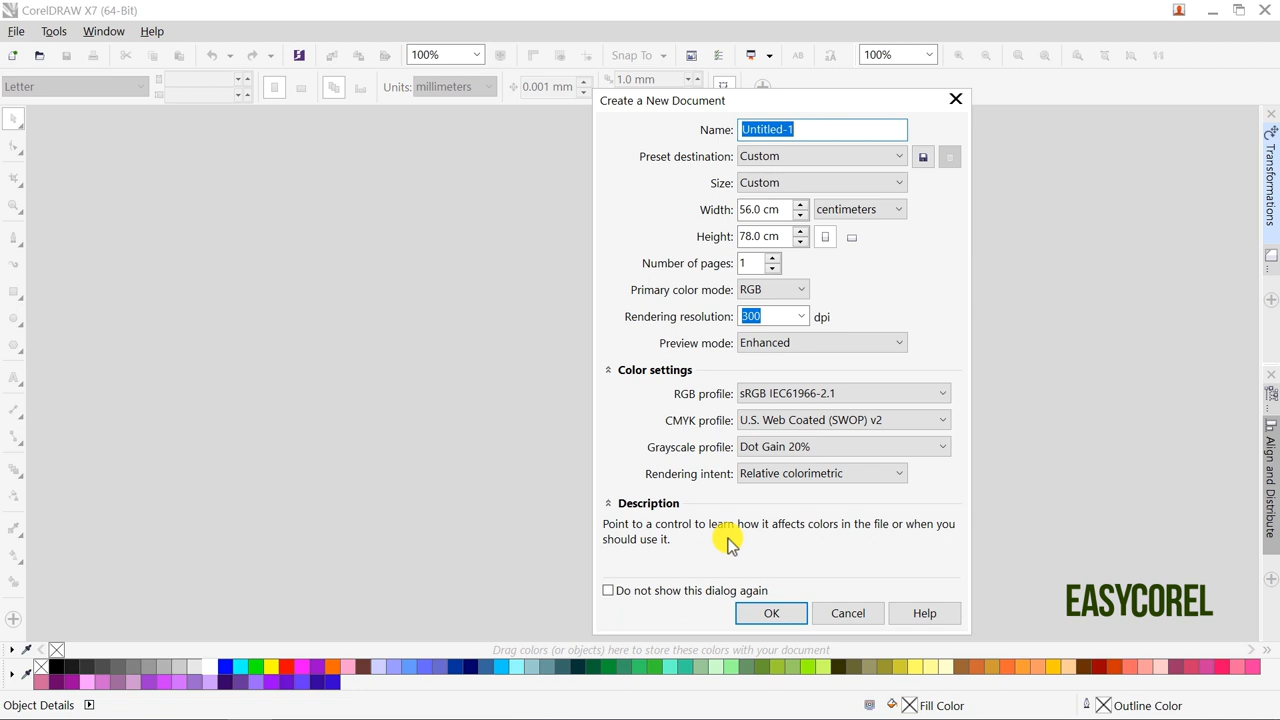 CorelDRAW X7 (64-Bit)
File Tools Window Help
100% Snap To 100%
Letter Units: millimeters 0.001 mm 1.0 mm
Create a New Document
Name: Untitled-1
Preset destination: Custom
Size: Custom
Width: 56.0 cm centimeters
Height: 78.0 cm
Number of pages: 1
Primary color mode: RGB
Rendering resolution: 300 dpi
Preview mode: Enhanced
Color settings
RGB profile: sRGB IEC61966-2.1
CMYK profile: U.S. Web Coated (SWOP) v2
Grayscale profile: Dot Gain 20%
Rendering intent: Relative colorimetric
Description
Point to a control to learn how it affects colors in the file or when you
should use it.
Do not show this dialog again
OK Cancel Help
Transformations
Align and Distribute
EASYCOREL
Drag colors (or objects) here to store these colors with your document
Object Details Fill Color Outline Color